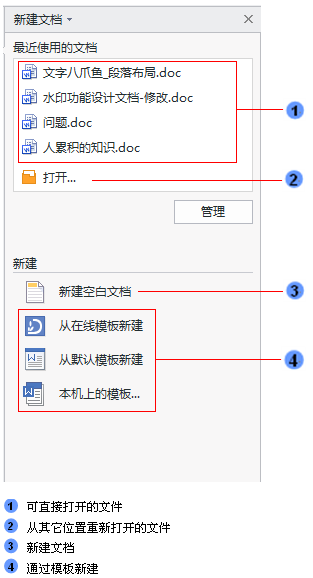 新建文档
最近使用的文档
文字八爪鱼_段落布局.doc
水印功能设计文档-修改.doc
1
问题.doc
人累积的知识.doc
打开...
2
管理
新建
新建空白文档
3
从在线模板新建
从默认模板新建
4
本机上的模板...
1 可直接打开的文件
2 从其它位置重新打开的文件
3 新建文档
4 通过模板新建